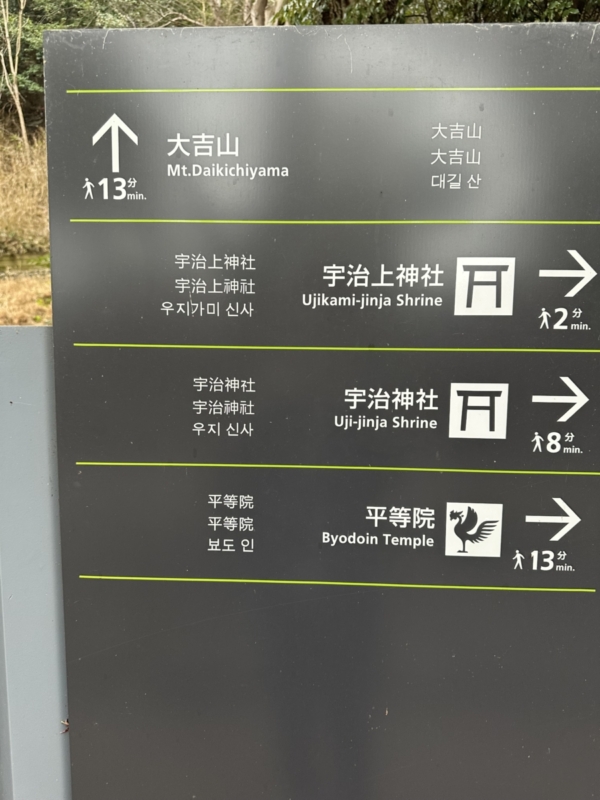 大吉山
Mt.Daikichiyama
13分
min.
大吉山
大吉山
대길 산
宇治上神社
宇治上神社
우지가미 신사
宇治上神社
Ujikami-jinja Shrine
2分
min.
宇治神社
宇治神社
우지 신사
宇治神社
Uji-jinja Shrine
8分
min.
平等院
平等院
뵤도 인
平等院
Byodoin Temple
13分
min.